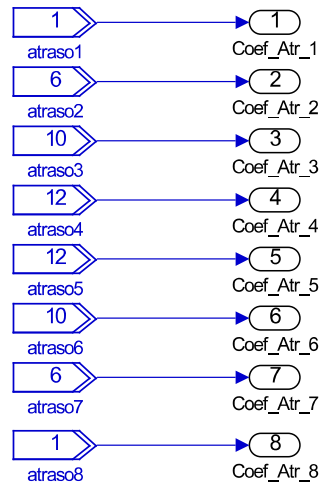 1 1
atraso1 Coef_Atr_1
6 2
atraso2 Coef_Atr_2
10 3
atraso3 Coef_Atr_3
12 4
atraso4 Coef_Atr_4
12 5
atraso5 Coef_Atr_5
10 6
atraso6 Coef_Atr_6
6 7
atraso7 Coef_Atr_7
1 8
atraso8 Coef_Atr_8